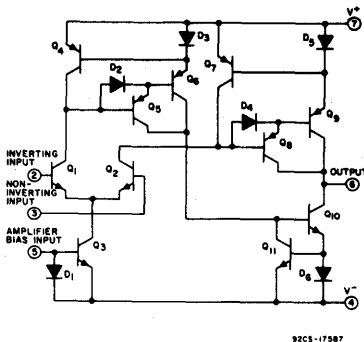 V+
7
Q4
D3
Q7
D5
D2
Q6
Q5
D4
Q9
Q8
INVERTING
INPUT
2
Q1
Q2
OUTPUT
6
NON-
INVERTING
INPUT
3
Q10
AMPLIFIER
BIAS INPUT
5
Q3
Q11
D1
D6
V-
4
92CS-17587